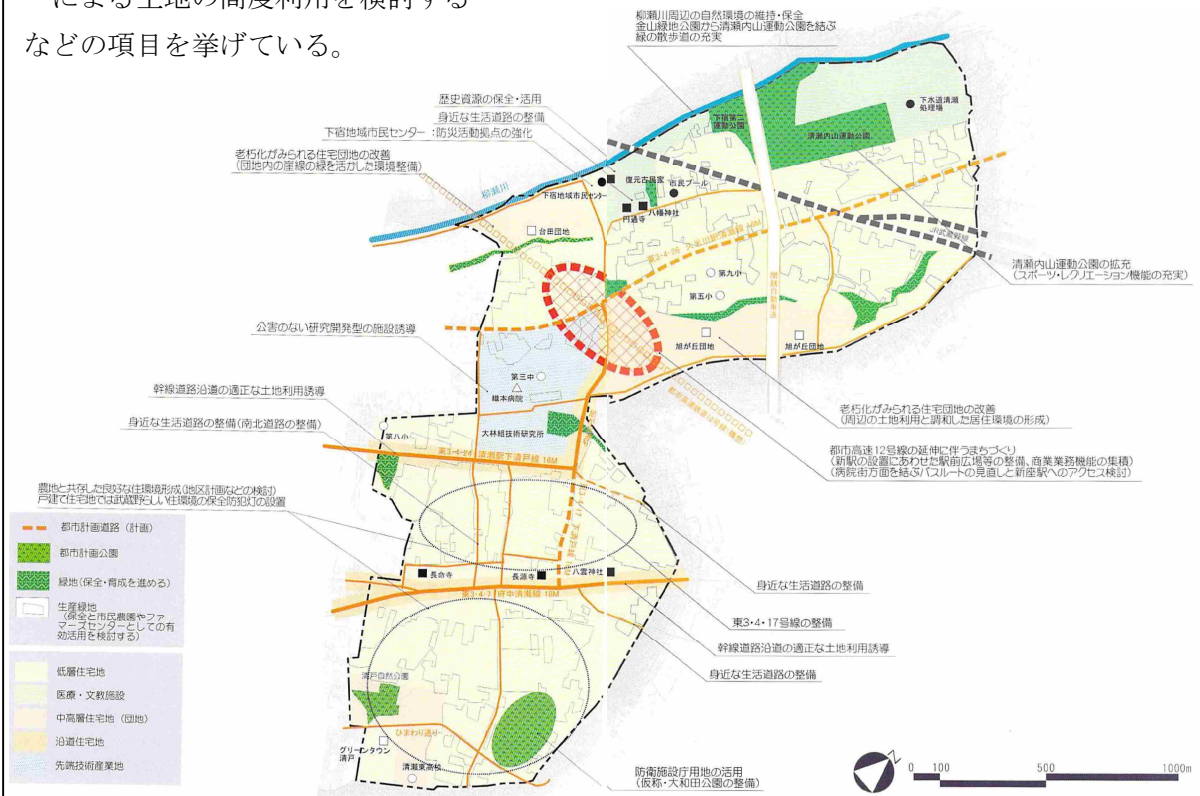 による土地の高度利用を検討する
などの項目を挙げている。
柳瀬川周辺の自然環境の維持・保全
金山緑地公園から清瀬内山運動公園を結ぶ
緑の散歩道の充実
歴史資源の保全・活用
身近な生活道路の整備
下宿地域市民センター:防災活動拠点の強化
老朽化がみられる住宅団地の改善
(団地内の崖線の緑を活かした環境整備)
下水道清瀬
処理場
下宿第二
運動公園
清瀬内山運動公園
柳瀬川
下宿地域市民センター
復元古民家
市民プール
円通寺
八幡神社
台田団地
JR武蔵野線
関越自動車道
第九小
第五小
清瀬内山運動公園の拡充
(スポーツ・レクリエーション機能の充実)
公害のない研究開発型の施設誘導
旭が丘団地
旭が丘団地
第三中
織本病院
幹線道路沿道の適正な土地利用誘導
身近な生活道路の整備(南北道路の整備)
第八小
大林組技術研究所
老朽化がみられる住宅団地の改善
(周辺の土地利用と調和した居住環境の形成)
都市高速12号線の延伸に伴うまちづくり
(新駅の設置にあわせた駅前広場等の整備、商業業務機能の集積)
(病院街方面を結ぶバスルートの見直しと新座駅へのアクセス検討)
東3・4・24 清瀬駅下清戸線 16M
農地と共存した良好な住環境形成(地区計画などの検討)
戸建て住宅地では武蔵野らしい住環境の保全防犯灯の設置
都市計画道路(計画)
都市計画公園
緑地(保全・育成を進める)
生産緑地
(保全と市民農園やファ
マーズセンターとしての有
効活用を検討する)
長命寺
長源寺
八雲神社
東3・4・7 府中清瀬線 18M
身近な生活道路の整備
東3・4・17号線の整備
幹線道路沿道の適正な土地利用誘導
身近な生活道路の整備
低層住宅地
医療・文教施設
中高層住宅地(団地)
沿道住宅地
先端技術産業地
清戸自然公園
ひまわり通り
グリーンタウン
清戸
清瀬東高校
防衛施設庁用地の活用
(仮称・大和田公園の整備)
Z
0 100 500 1000m